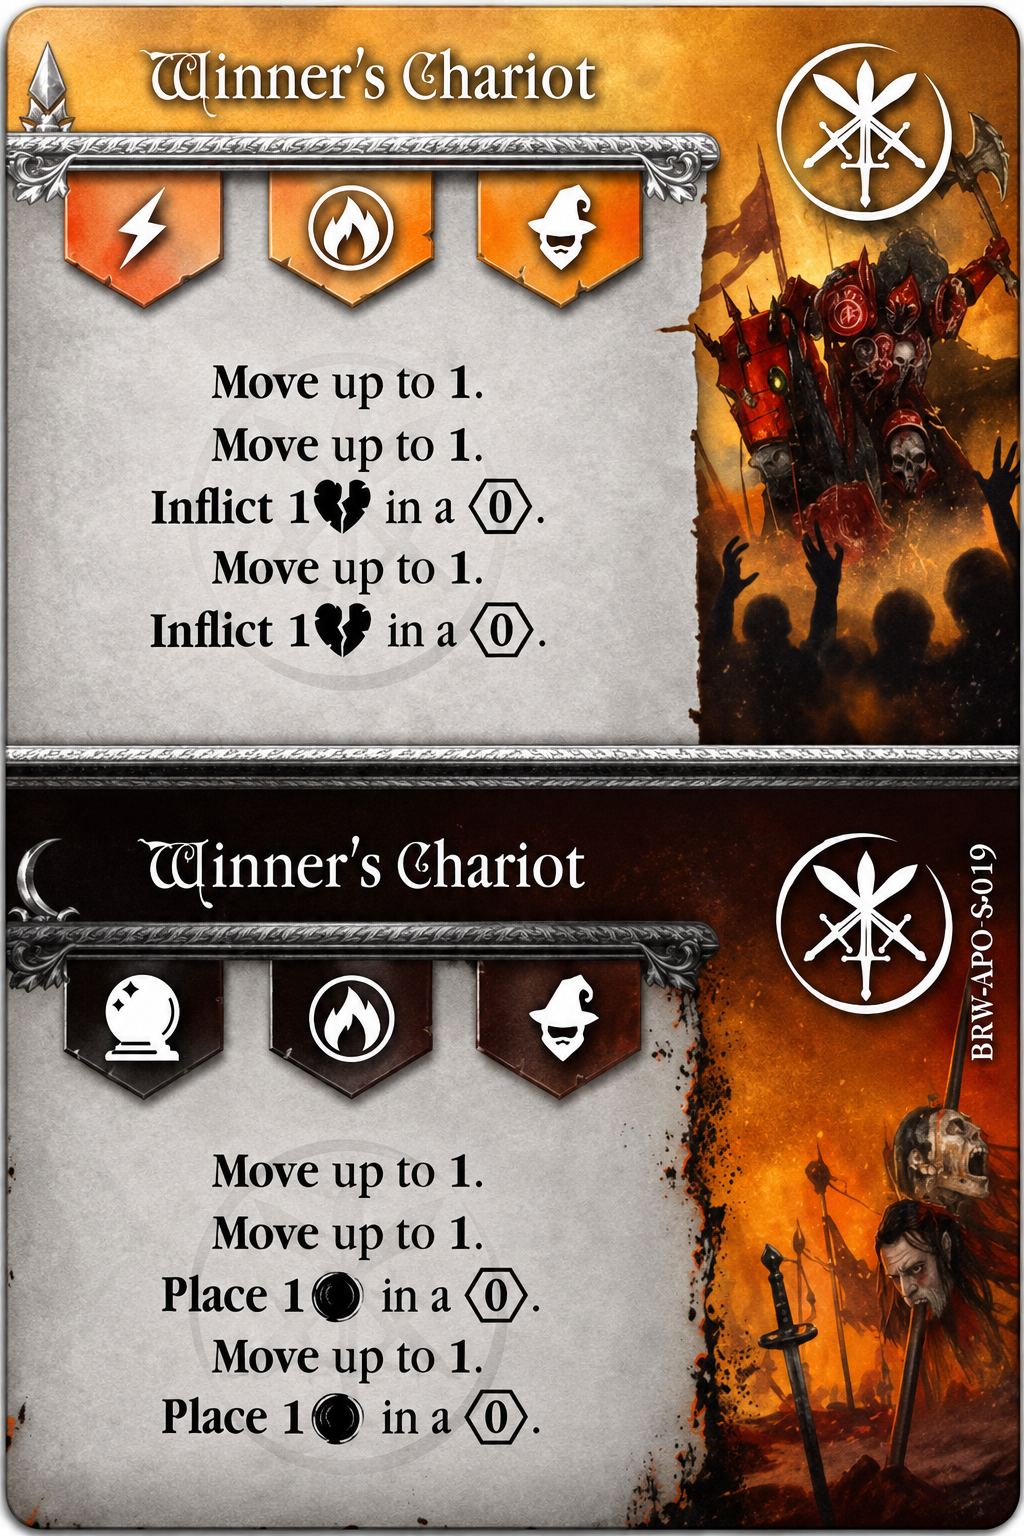 Winner's Chariot
Move up to 1.
Move up to 1.
Inflict 1 in a 0.
Move up to 1.
Inflict 1 in a 0.
Winner's Chariot
BRW-APO-S-019
Move up to 1.
Move up to 1.
Place 1 in a 0.
Move up to 1.
Place 1 in a 0.